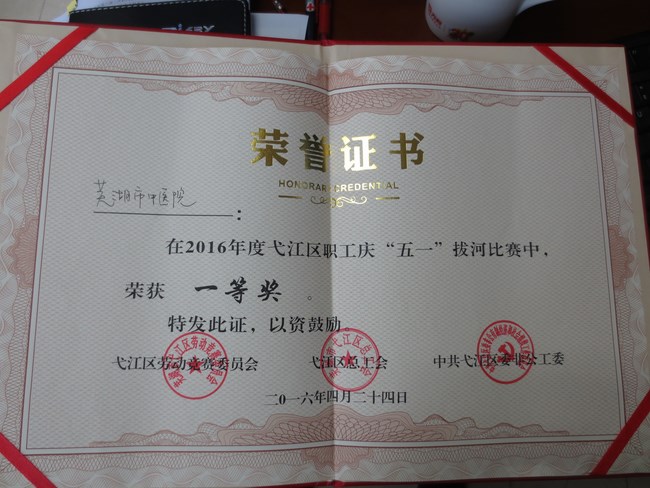 荣誉证书
HONORARY CREDENTIAL
芜湖市中医院:
在2016年度弋江区职工庆“五一”拔河比赛中,
荣获 一等奖 。
特发此证,以资鼓励。
弋江区劳动竞赛委员会 弋江区总工会 中共弋江区委非公工委
二〇一六年四月二十四日